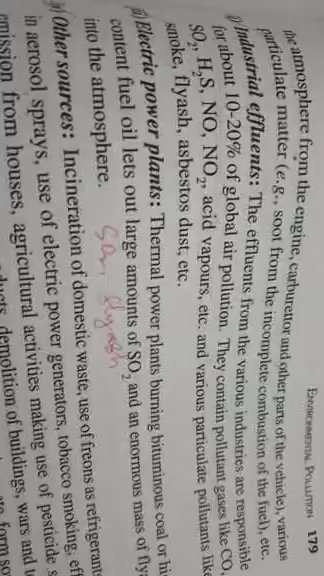 ENVIRONMENTAL POLLUTION 179
the atmosphere from the engine, carburettor and other parts of the vehicle), various
particulate matter (e.g., soot from the incomplete combustion of the fuel), etc.
ii) Industrial effluents: The effluents from the various industries are responsible
for about 10-20% of global air pollution. They contain pollutant gases like CO,
SO₂, H₂S, NO, NO₂, acid vapours, etc. and various particulate pollutants like
smoke, flyash, asbestos dust, etc.
iii) Electric power plants: Thermal power plants burning bituminous coal or
content fuel oil lets out large amounts of SO₂ and an enormous mass of
into the atmosphere.
flyash
iv) Other sources: Incineration of domestic waste, use of freons as refrigerant
in aerosol sprays, use of electric power generators, tobacco smoking,
emission from houses, agricultural activities making use of pesticide
demolition of buildings, wars and
form